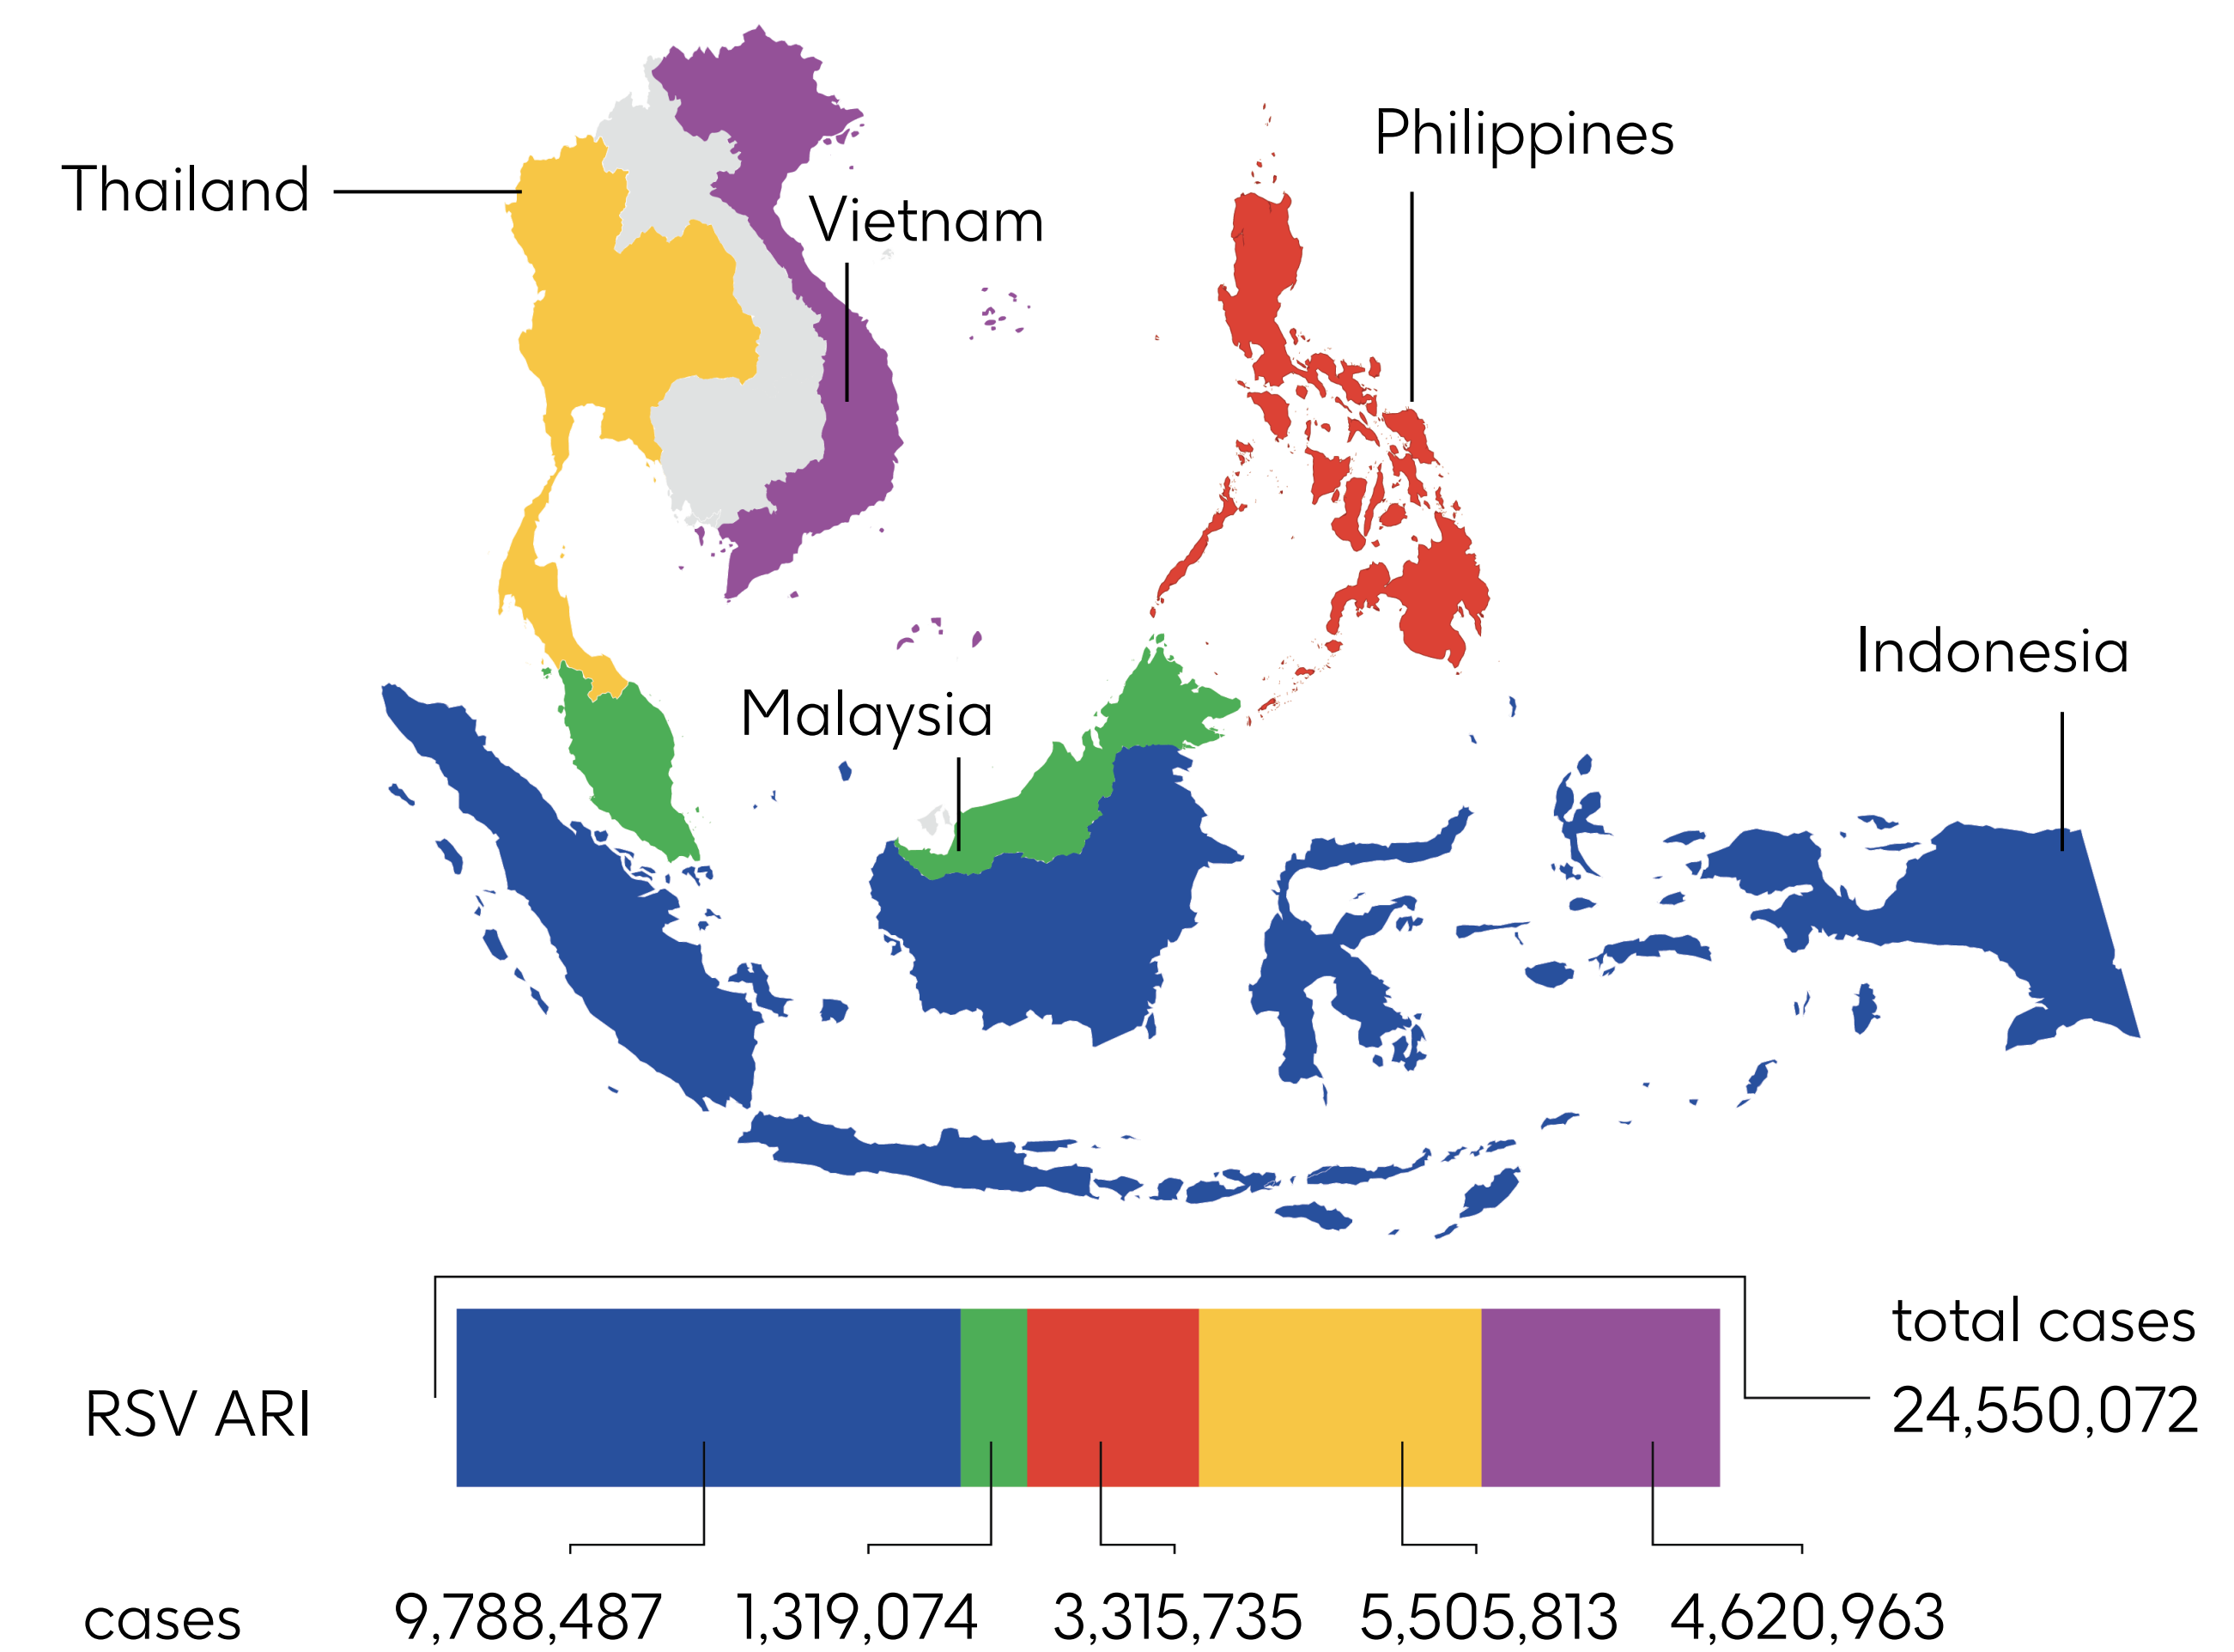 Philippines
Thailand
Vietnam
Indonesia
Malaysia
total cases
24,550,072
RSV ARI
cases 9,788,487 1,319,074 3,315,735 5,505,813 4,620,963